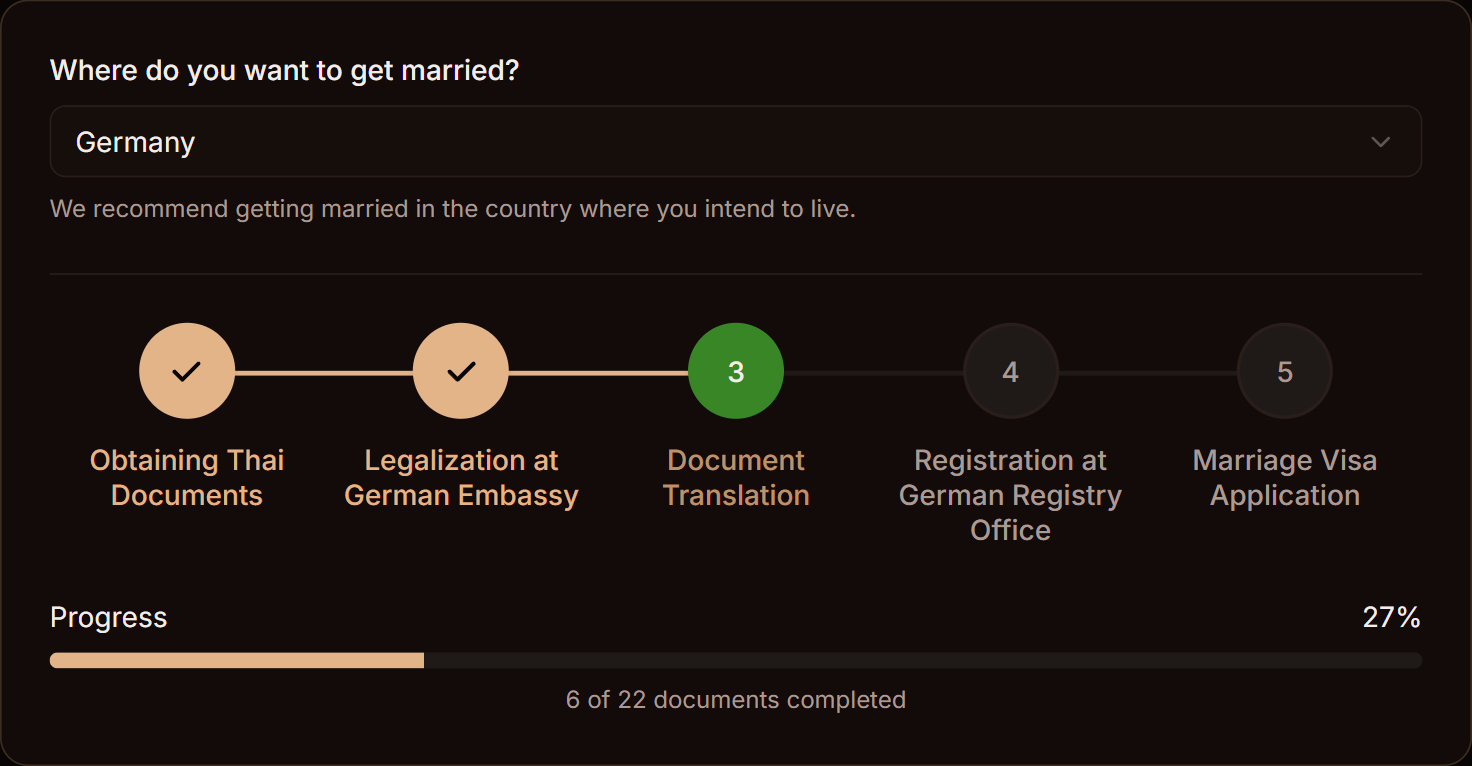 Where do you want to get married?
Germany
We recommend getting married in the country where you intend to live.
3
4
5
Obtaining Thai
Documents
Legalization at
German Embassy
Document
Translation
Registration at
German Registry
Office
Marriage Visa
Application
Progress
27%
6 of 22 documents completed